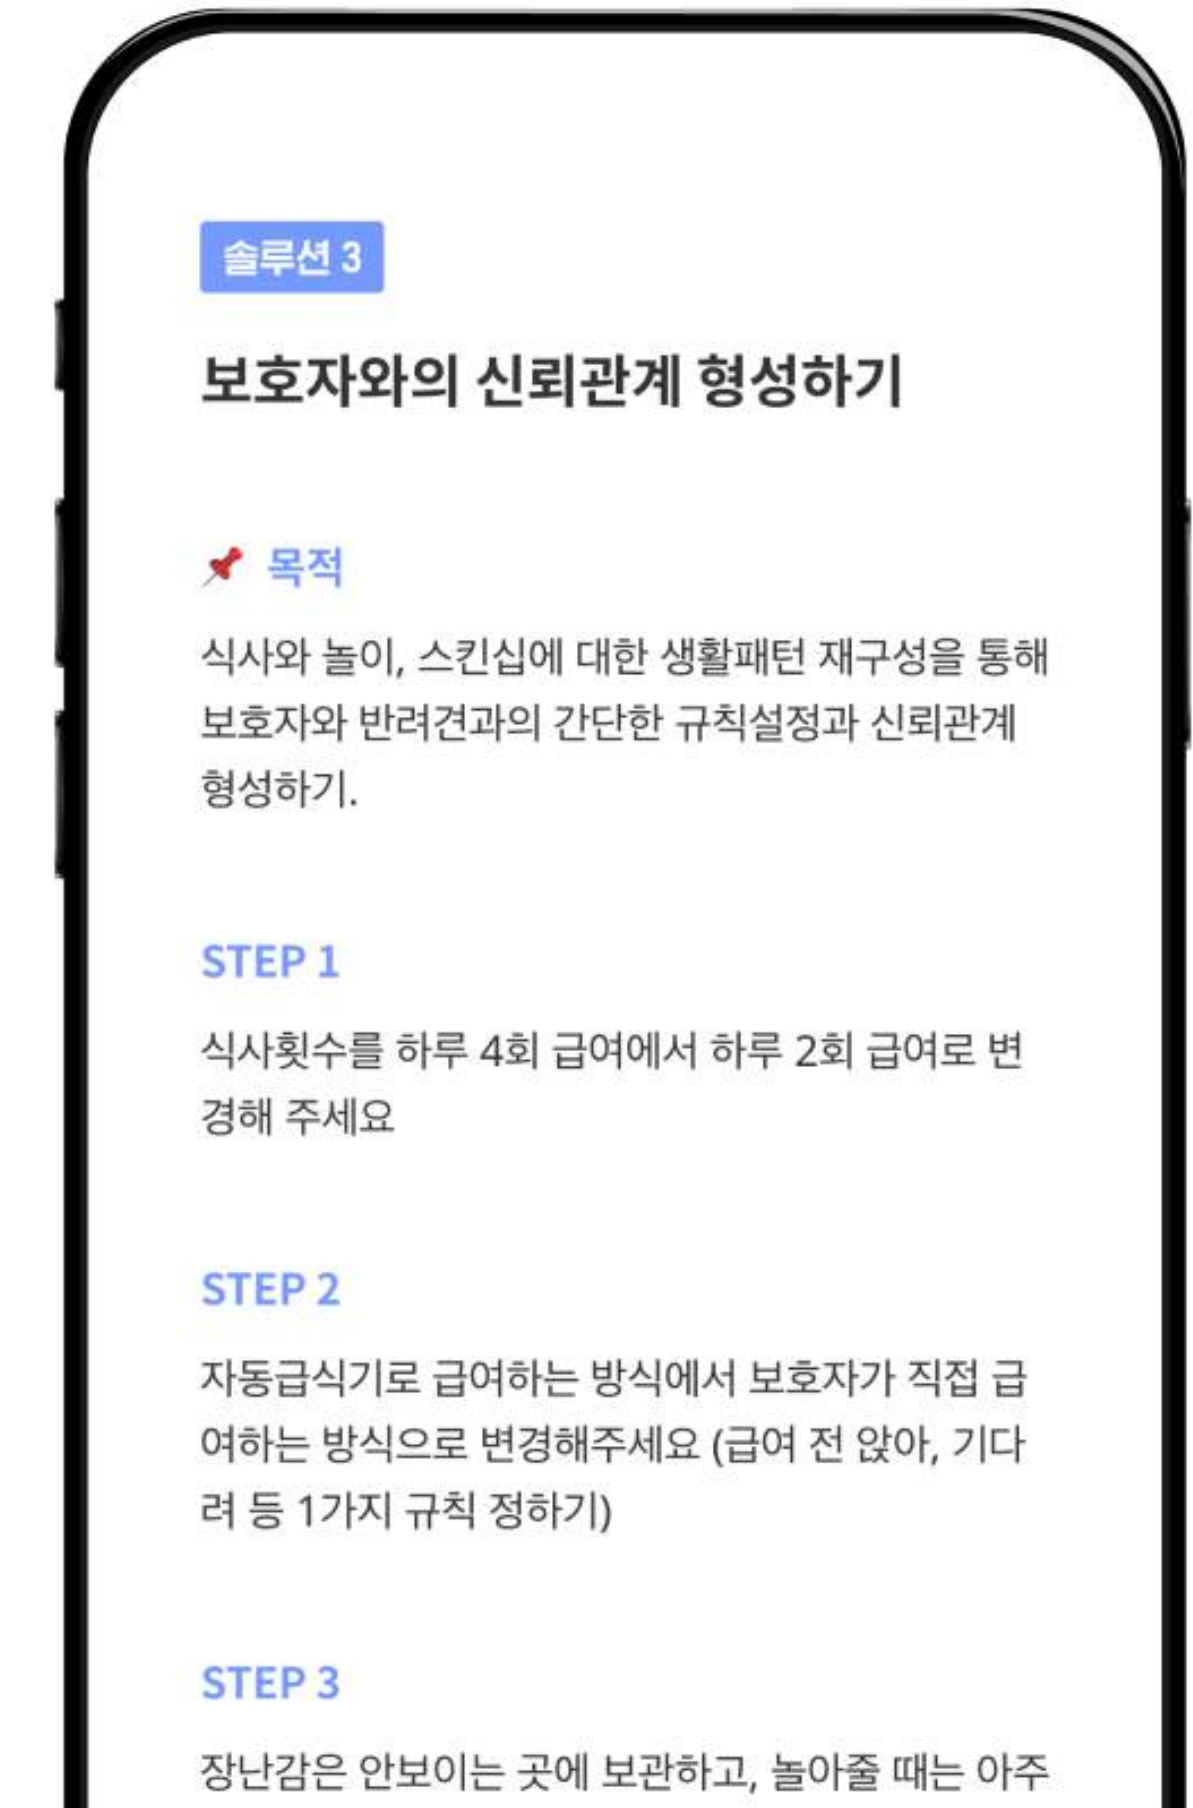 솔루션 3
보호자와의 신뢰관계 형성하기
목적
식사와 놀이, 스킨십에 대한 생활패턴 재구성을 통해
보호자와 반려견과의 간단한 규칙설정과 신뢰관계
형성하기.
STEP 1
식사횟수를 하루 4회 급여에서 하루 2회 급여로 변
경해 주세요
STEP 2
자동급식기로 급여하는 방식에서 보호자가 직접 급
여하는 방식으로 변경해주세요 (급여 전 앉아, 기다
려 등 1가지 규칙 정하기)
STEP 3
장난감은 안보이는 곳에 보관하고, 놀아줄 때는 아주